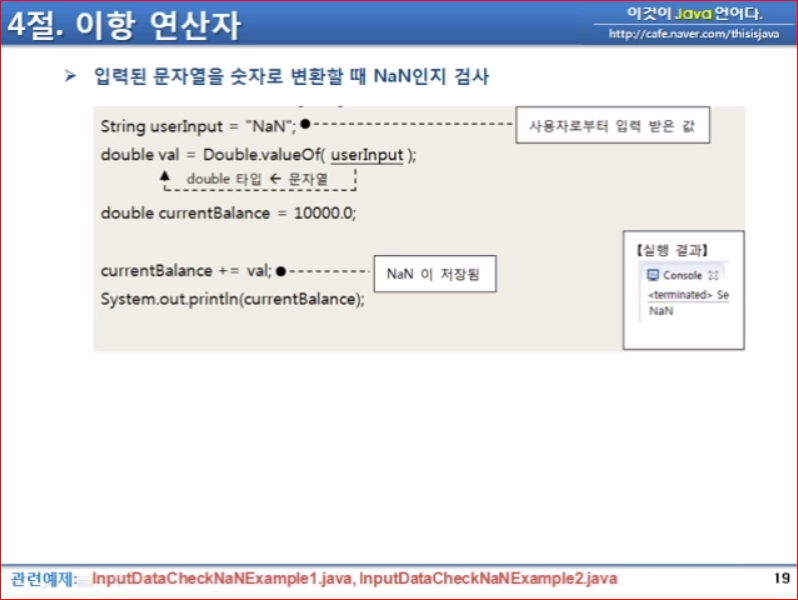 4절. 이항 연산자
이것이 Java 언어다.
http://cafe.naver.com/thisisjava
➤ 입력된 문자열을 숫자로 변환할 때 NaN인지 검사
String userInput = "NaN";
사용자로부터 입력 받은 값
double val = Double.valueOf( userInput );
double 타입 ← 문자열
double currentBalance = 10000.0;
currentBalance += val;
NaN 이 저장됨
System.out.println(currentBalance);
【실행 결과】
Console
<terminated> Se
NaN
관련예제: InputDataCheckNaNExample1.java, InputDataCheckNaNExample2.java
19